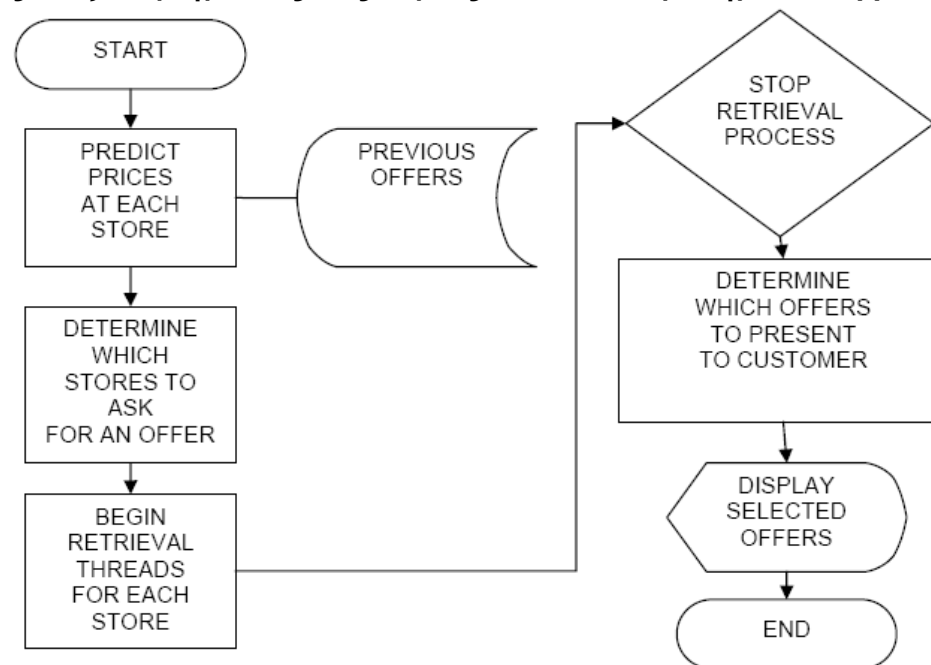 START
PREDICT
PRICES
AT EACH
STORE
PREVIOUS
OFFERS
DETERMINE
WHICH
STORES TO
ASK
FOR AN OFFER
BEGIN
RETRIEVAL
THREADS
FOR EACH
STORE
STOP
RETRIEVAL
PROCESS
DETERMINE
WHICH OFFERS
TO PRESENT
TO CUSTOMER
DISPLAY
SELECTED
OFFERS
END